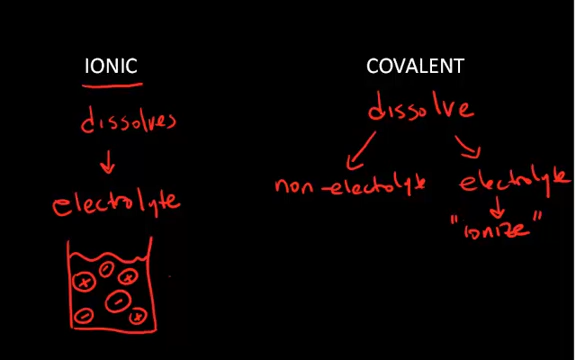 IONIC
dissolves
electrolyte
COVALENT
dissolve
non-electrolyte
electrolyte
"ionize"